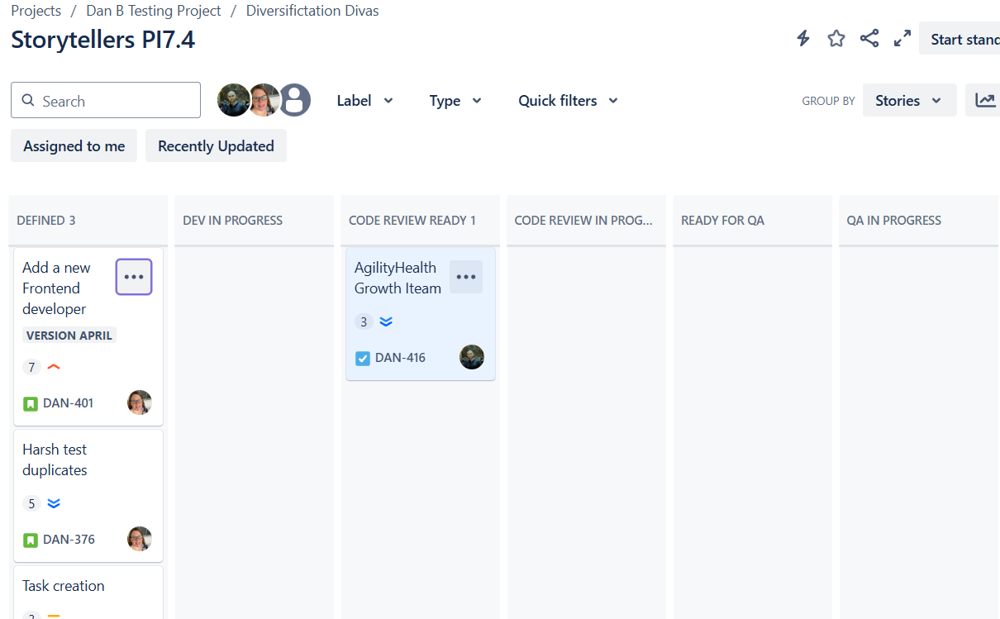 Projects / Dan B Testing Project / Diversifictation Divas
Storytellers PI7.4
Start stand
Search
Label
Type
Quick filters
GROUP BY
Stories
Assigned to me
Recently Updated
DEFINED 3
DEV IN PROGRESS
CODE REVIEW READY 1
CODE REVIEW IN PROG...
READY FOR QA
QA IN PROGRESS
Add a new
Frontend
developer
VERSION APRIL
7
DAN-401
Harsh test
duplicates
5
DAN-376
Task creation
AgilityHealth
Growth Iteam
3
DAN-416